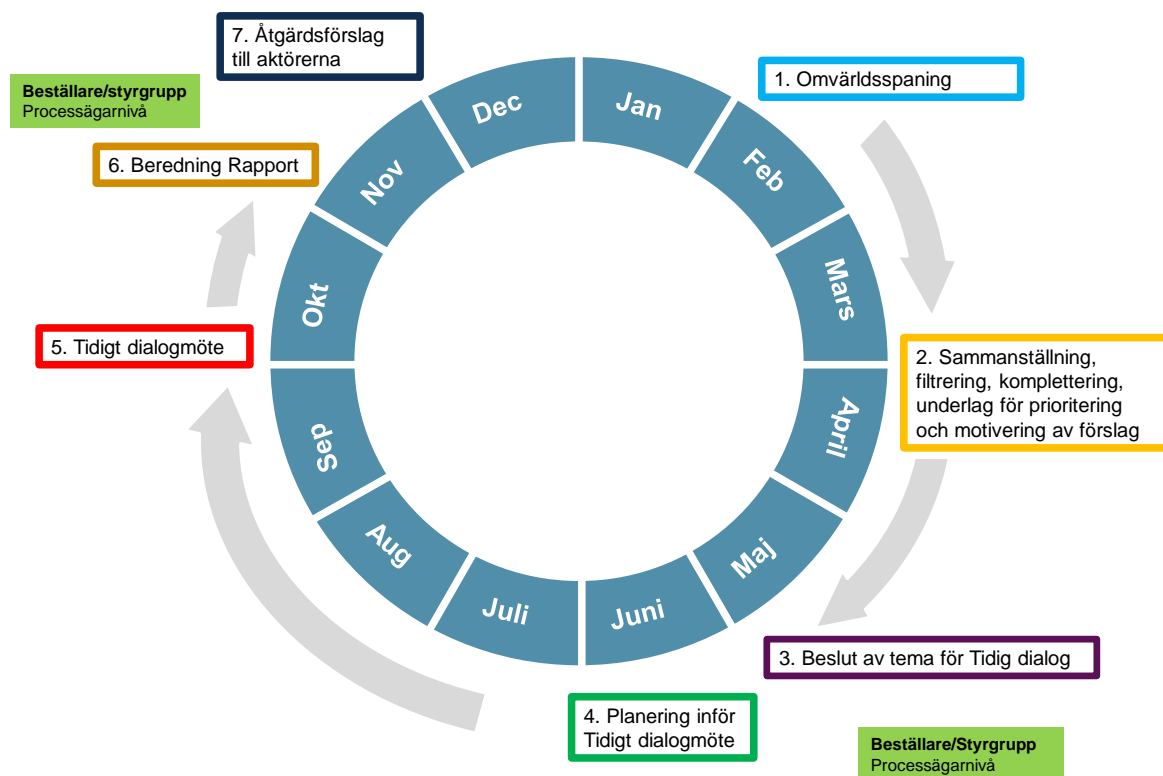 7. Åtgärdsförslag
till aktörerna
Beställare/styrgrupp
Processägarnivå
6. Beredning Rapport
5. Tidigt dialogmöte
1. Omvärldsspaning
2. Sammanställning,
filtrering, komplettering,
underlag för prioritering
och motivering av förslag
3. Beslut av tema för Tidig dialog
4. Planering inför
Tidigt dialogmöte
Beställare/Styrgrupp
Processägarnivå
Jan
Feb
Mars
April
Maj
Juni
Juli
Aug
Sep
Okt
Nov
Dec